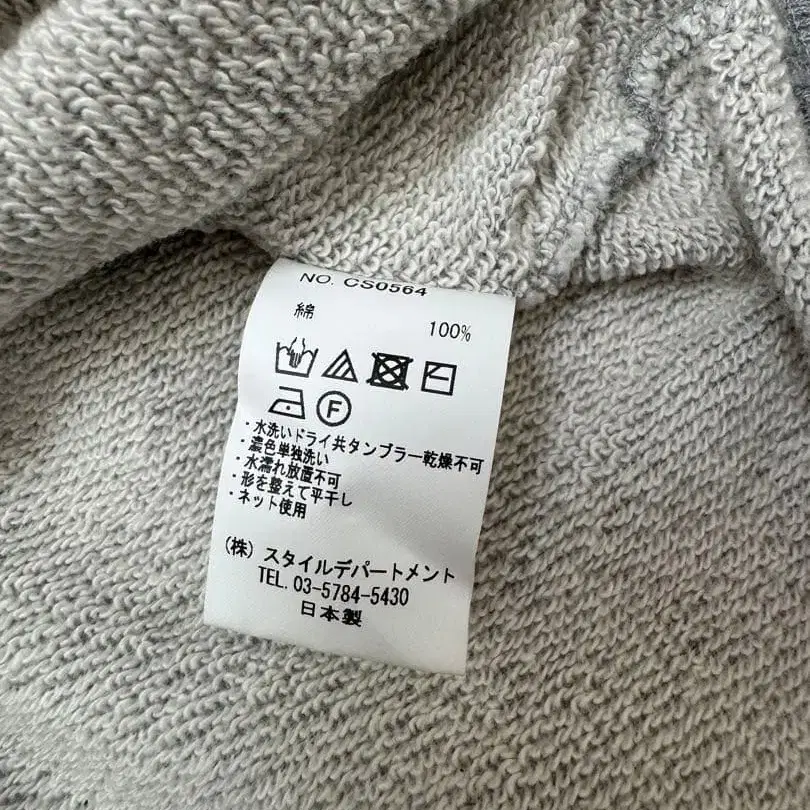 NO. CS0564
綿 100%
F
・水洗いドライ共タンブラー乾燥不可
・濃色単独洗い
・水濡れ放置不可
・形を整えて平干し
・ネット使用
(株) スタイルデパートメント
TEL. 03-5784-5430
日本製